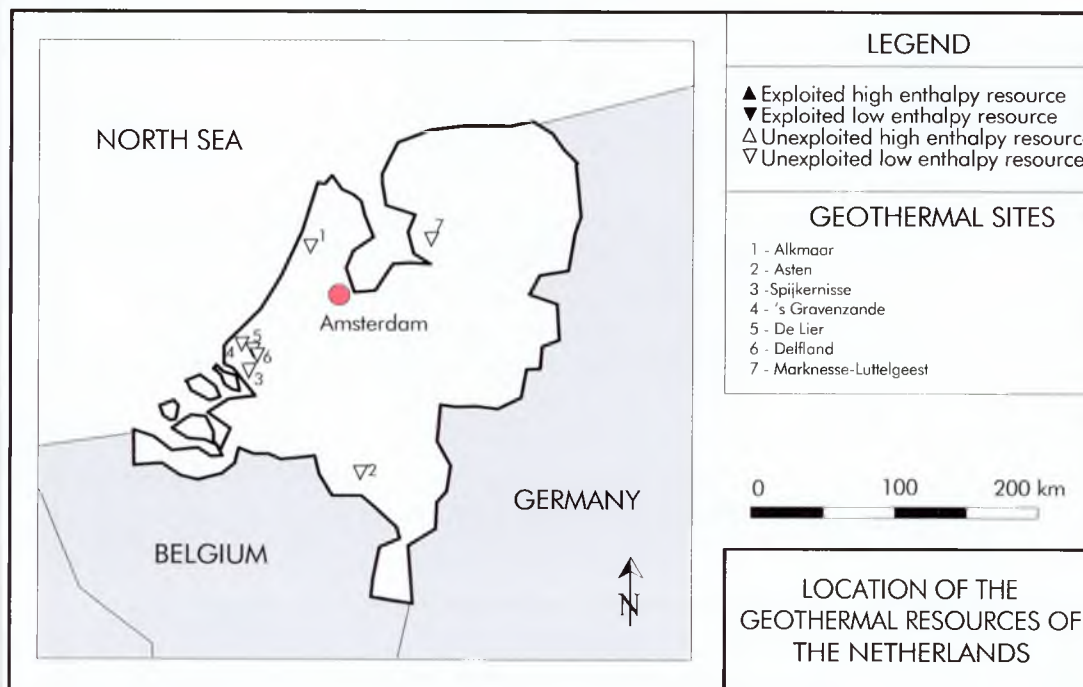 NORTH SEA
1
7
Amsterdam
5
4
6
3
2
GERMANY
BELGIUM
N
LEGEND
▲ Exploited high enthalpy resource
▼ Exploited low enthalpy resource
△ Unexploited high enthalpy resourc
▽ Unexploited low enthalpy resource
GEOTHERMAL SITES
1 - Alkmaar
2 - Asten
3 -Spijkernisse
4 - 's Gravenzande
5 - De Lier
6 - Delfland
7 - Marknesse-Luttelgeest
0 100 200 km
LOCATION OF THE
GEOTHERMAL RESOURCES OF
THE NETHERLANDS